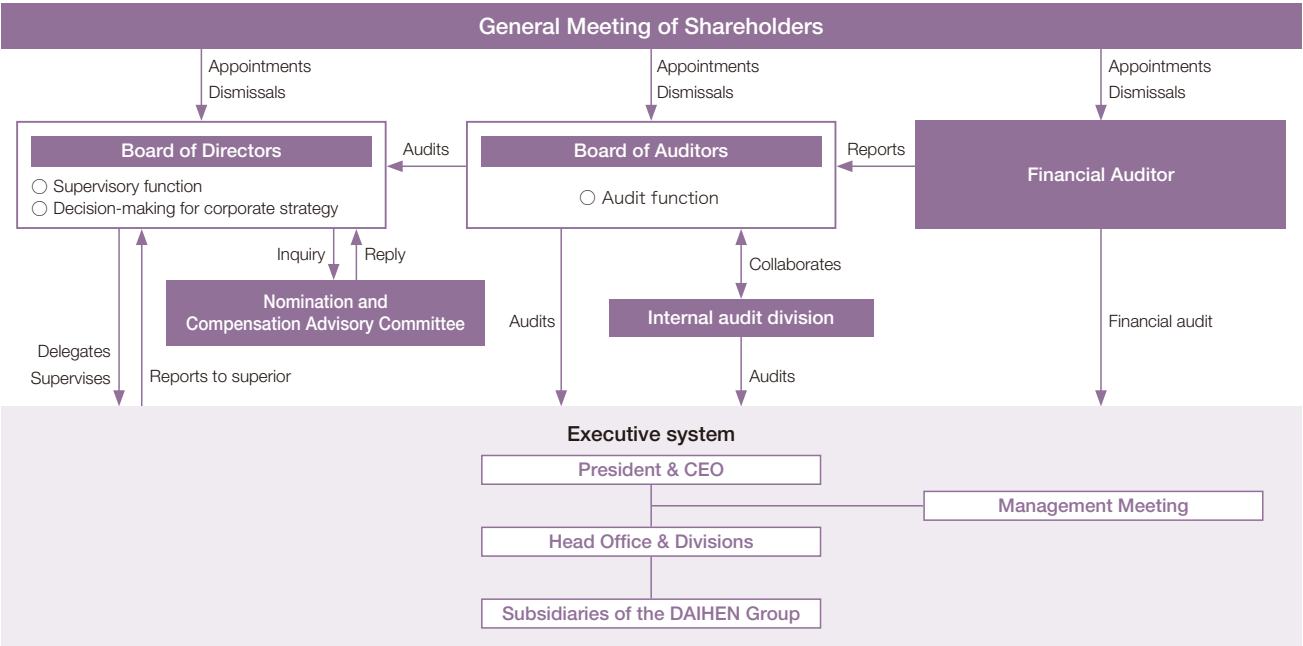 General Meeting of Shareholders
Appointments
Dismissals
Appointments
Dismissals
Appointments
Dismissals
Board of Directors
○ Supervisory function
○ Decision-making for corporate strategy
Audits
Board of Auditors
○ Audit function
Reports
Financial Auditor
Inquiry
Reply
Nomination and
Compensation Advisory Committee
Collaborates
Internal audit division
Audits
Audits
Financial audit
Delegates
Supervises
Reports to superior
Executive system
President & CEO
Management Meeting
Head Office & Divisions
Subsidiaries of the DAIHEN Group